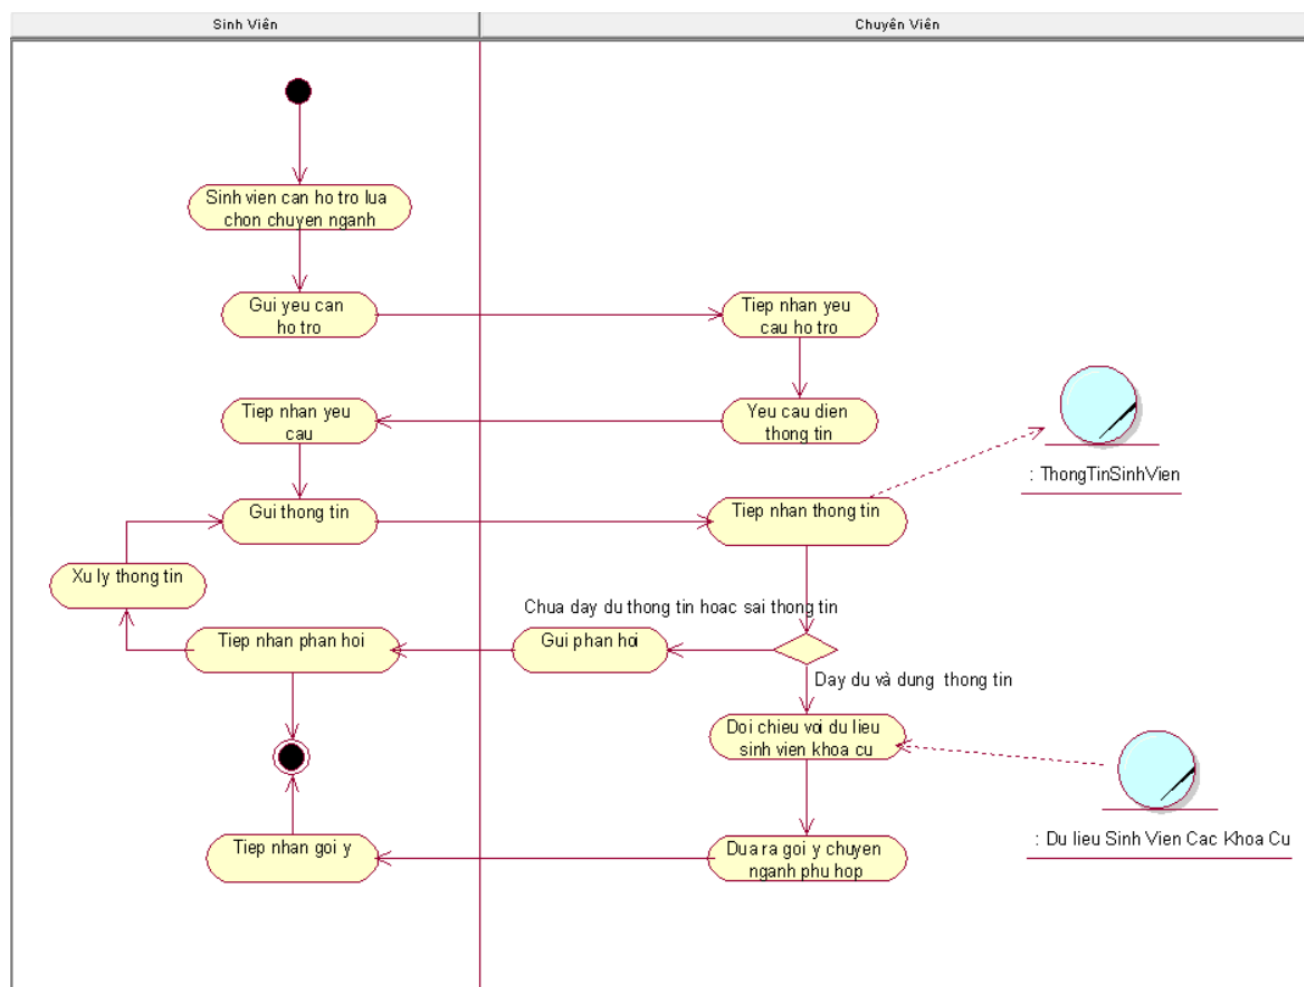 Sinh Viên
Chuyên Viên
Sinh vien can ho tro lua
chon chuyen nganh
Gui yeu can
ho tro
Tiep nhan yeu
cau ho tro
Tiep nhan yeu
cau
Yeu cau dien
thong tin
: ThongTinSinhVien
Gui thong tin
Tiep nhan thong tin
Xu ly thong tin
Chua day du thong tin hoac sai thong tin
Tiep nhan phan hoi
Gui phan hoi
Day du và dung thong tin
Doi chieu voi du lieu
sinh vien khoa cu
: Du lieu Sinh Vien Cac Khoa Cu
Tiep nhan goi y
Dua ra goi y chuyen
nganh phu hop